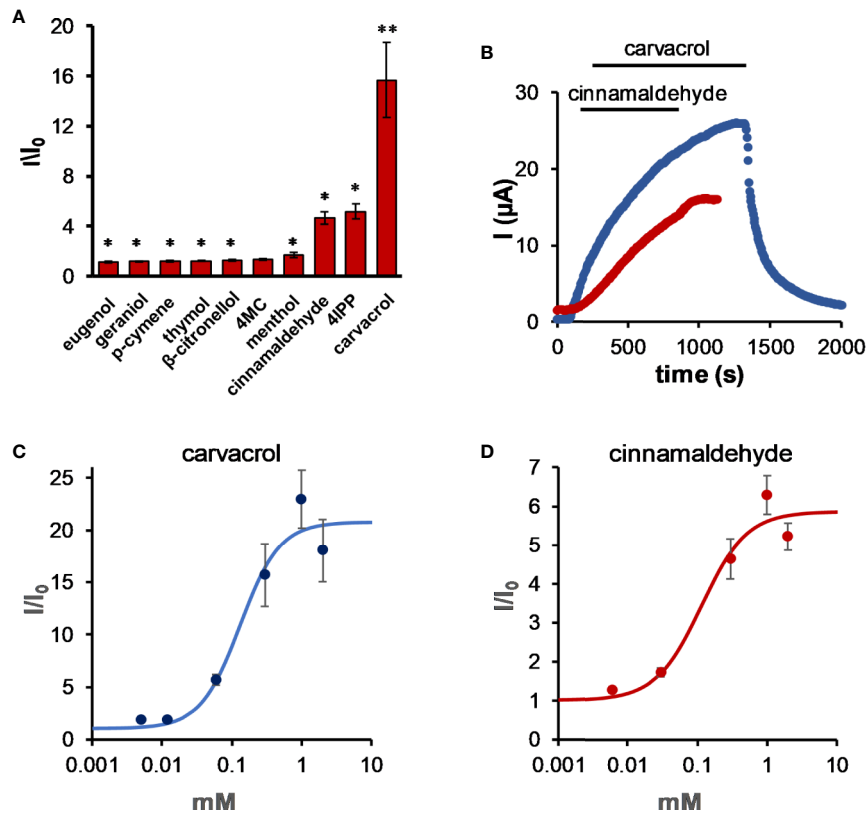 A
20
16
12
8
4
0
I\I0
* * * * * * * * **
eugenol
geraniol
p-cymene
thymol
β-citronellol
4MC
menthol
cinnamaldehyde
4IPP
carvacrol
B
carvacrol
cinnamaldehyde
30
20
10
0
I (µA)
0 500 1000 1500 2000
time (s)
C
carvacrol
25
20
15
10
5
0
I/I0
0.001 0.01 0.1 1 10
mM
D
cinnamaldehyde
7
6
5
4
3
2
1
0
I/I0
0.001 0.01 0.1 1 10
mM